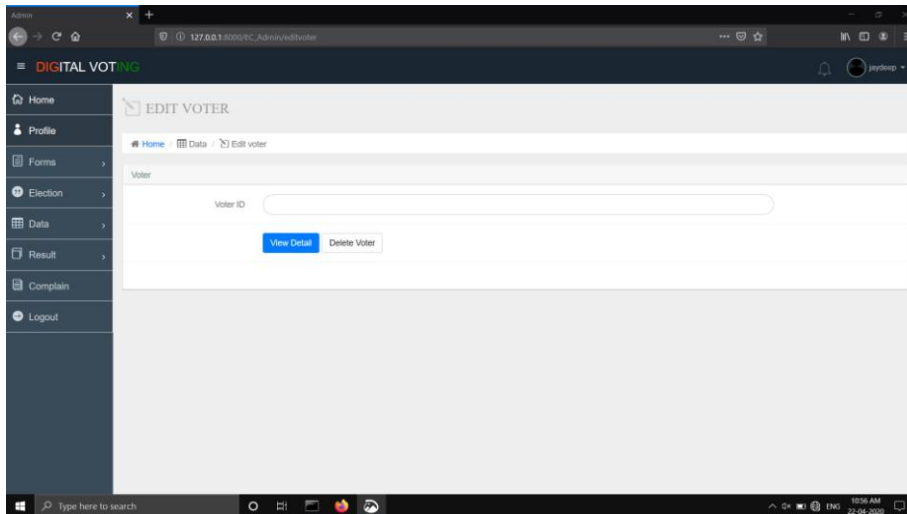 Admin
127.0.0.1:8000/EC_Admin/editvoter
DIGITAL VOTING
jaydeep
Home
Profile
Forms
Election
Data
Result
Complain
Logout
EDIT VOTER
Home / Data / Edit voter
Voter
Voter ID
View Detail
Delete Voter
Type here to search
ENG
10:56 AM
22-04-2020